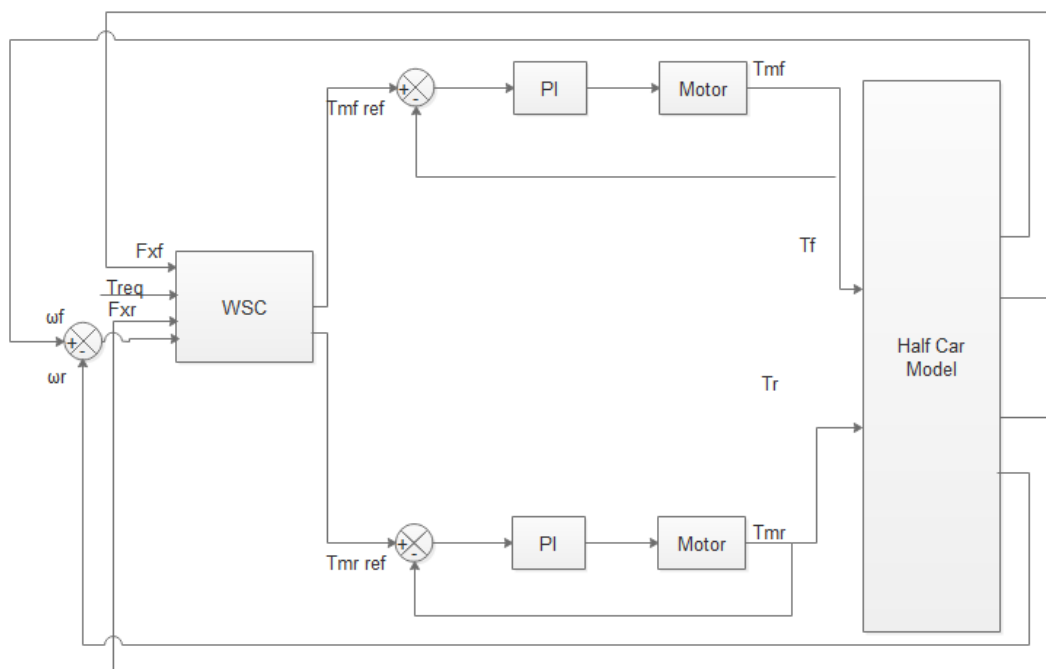 Tmf
PI
Motor
+
-
Tmf ref
Fxf
Tf
Treq
Fxr
WSC
ωf
+
-
ωr
Half Car
Model
Tr
Tmr
+
-
PI
Motor
Tmr ref